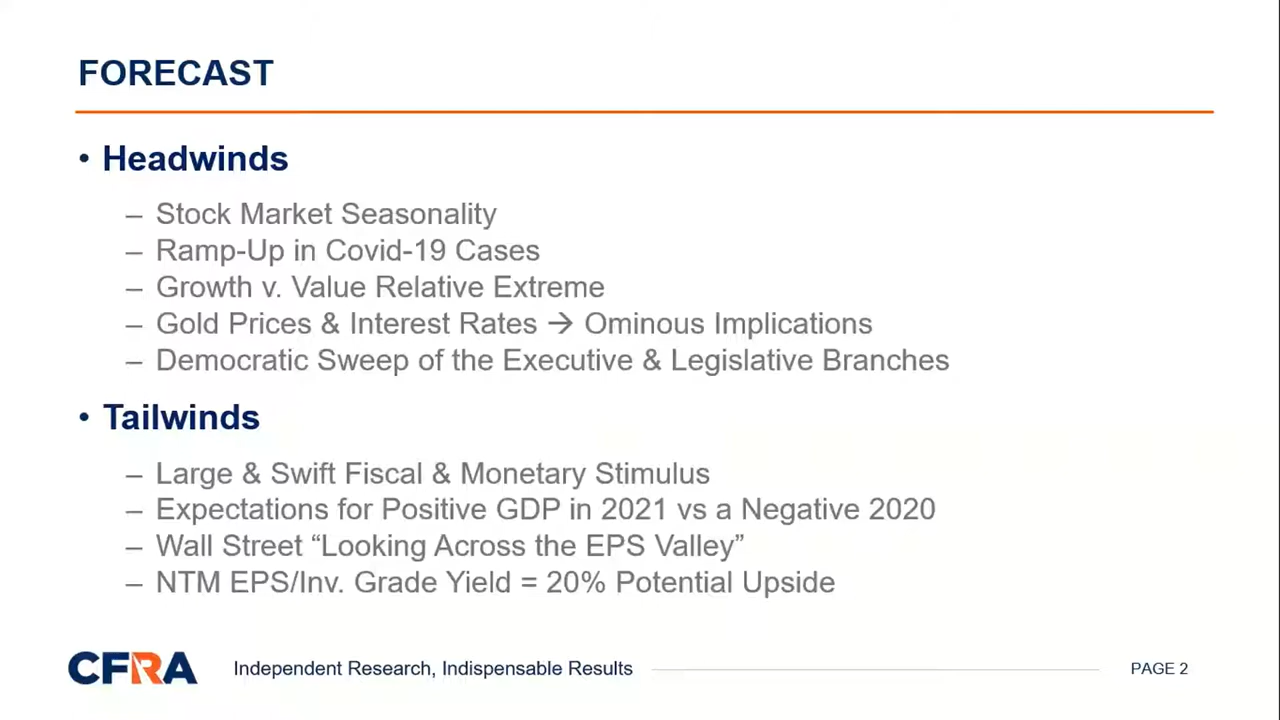 FORECAST
• Headwinds
– Stock Market Seasonality
– Ramp-Up in Covid-19 Cases
– Growth v. Value Relative Extreme
– Gold Prices & Interest Rates → Ominous Implications
– Democratic Sweep of the Executive & Legislative Branches
• Tailwinds
– Large & Swift Fiscal & Monetary Stimulus
– Expectations for Positive GDP in 2021 vs a Negative 2020
– Wall Street “Looking Across the EPS Valley”
– NTM EPS/Inv. Grade Yield = 20% Potential Upside
CFRA Independent Research, Indispensable Results PAGE 2